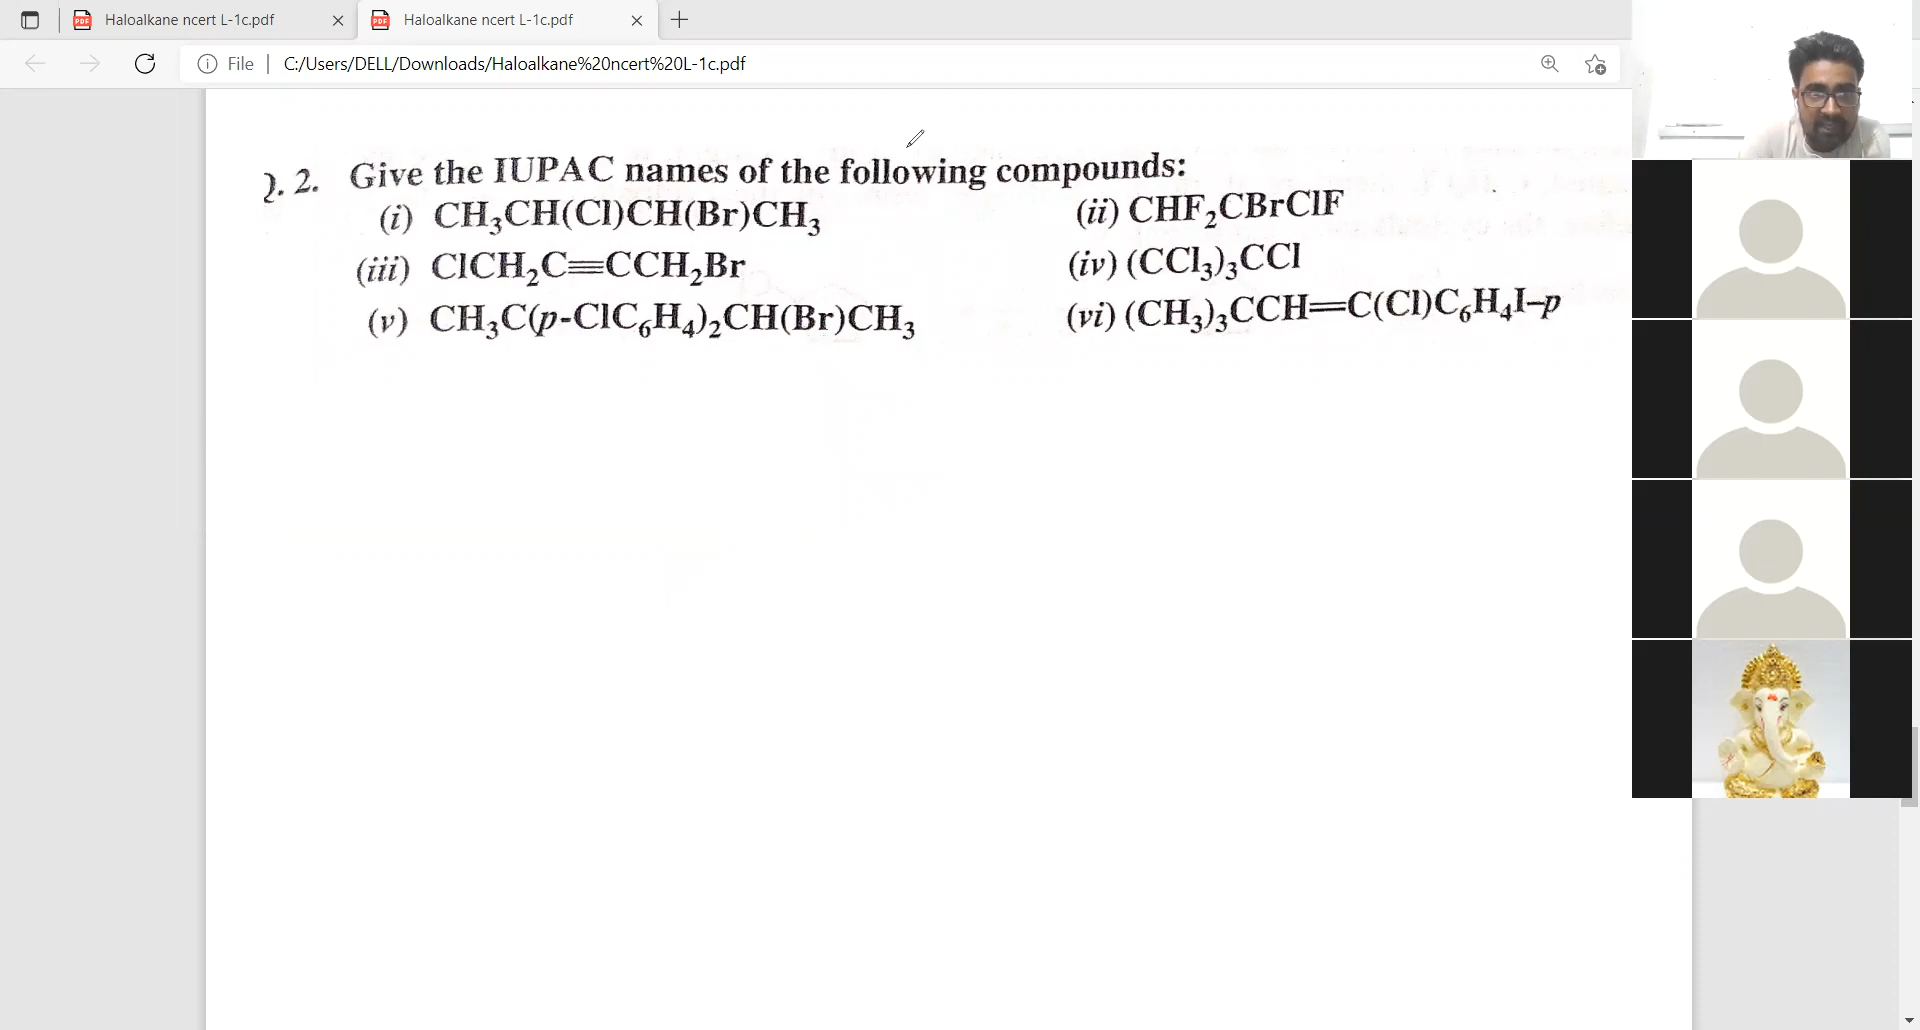 Haloalkane ncert L-1c.pdf
Haloalkane ncert L-1c.pdf
File | C:/Users/DELL/Downloads/Haloalkane%20ncert%20L-1c.pdf
Q. 2. Give the IUPAC names of the following compounds:
(i) CH₃CH(Cl)CH(Br)CH₃ (ii) CHF₂CBrClF
(iii) ClCH₂C≡CCH₂Br (iv) (CCl₃)₃CCl
(v) CH₃C(p-ClC₆H₄)₂CH(Br)CH₃ (vi) (CH₃)₃CCH=C(Cl)C₆H₄I–p